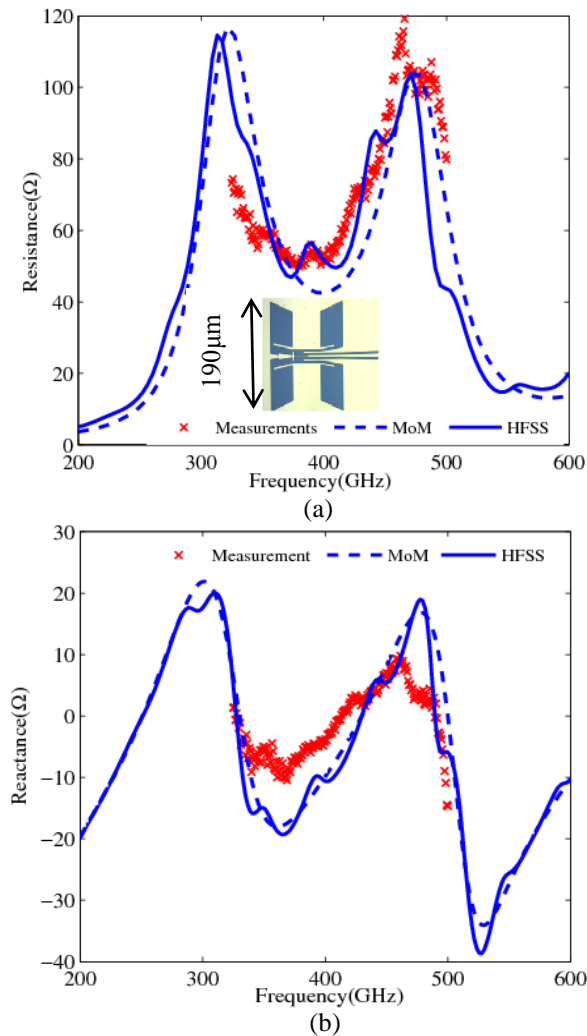 120
100
80
60
40
20
0
Resistance(Ω)
190µm
Measurements MoM HFSS
200 300 400 500 600
Frequency(GHz)
(a)
30
20
10
0
−10
−20
−30
−40
Reactance(Ω)
Measurement MoM HFSS
200 300 400 500 600
Frequency(GHz)
(b)